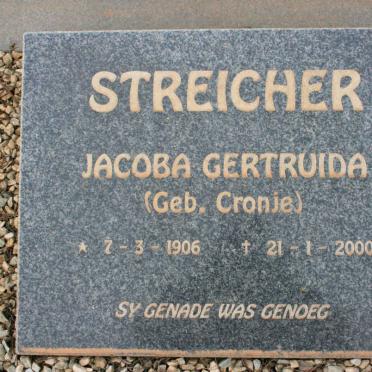 STREICHER
JACOBA GERTRUIDA
(Geb. Cronje)
★ 7 - 3 - 1906 † 21 - 1 - 2000
SY GENADE WAS GENOEG